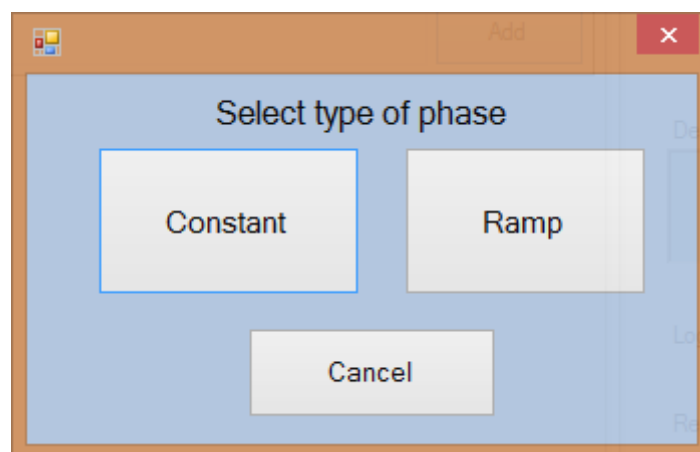 Add
Select type of phase
Constant
Ramp
Cancel